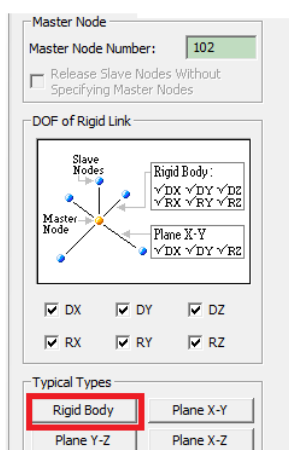 Master Node
Master Node Number: 102
Release Slave Nodes Without
Specifying Master Nodes
DOF of Rigid Link
Slave
Nodes
Rigid Body :
√DX √DY √DZ
√RX √RY √RZ
Master
Node
Plane X-Y
√DX √DY √RZ
DX DY DZ
RX RY RZ
Typical Types
Rigid Body Plane X-Y
Plane Y-Z Plane X-Z